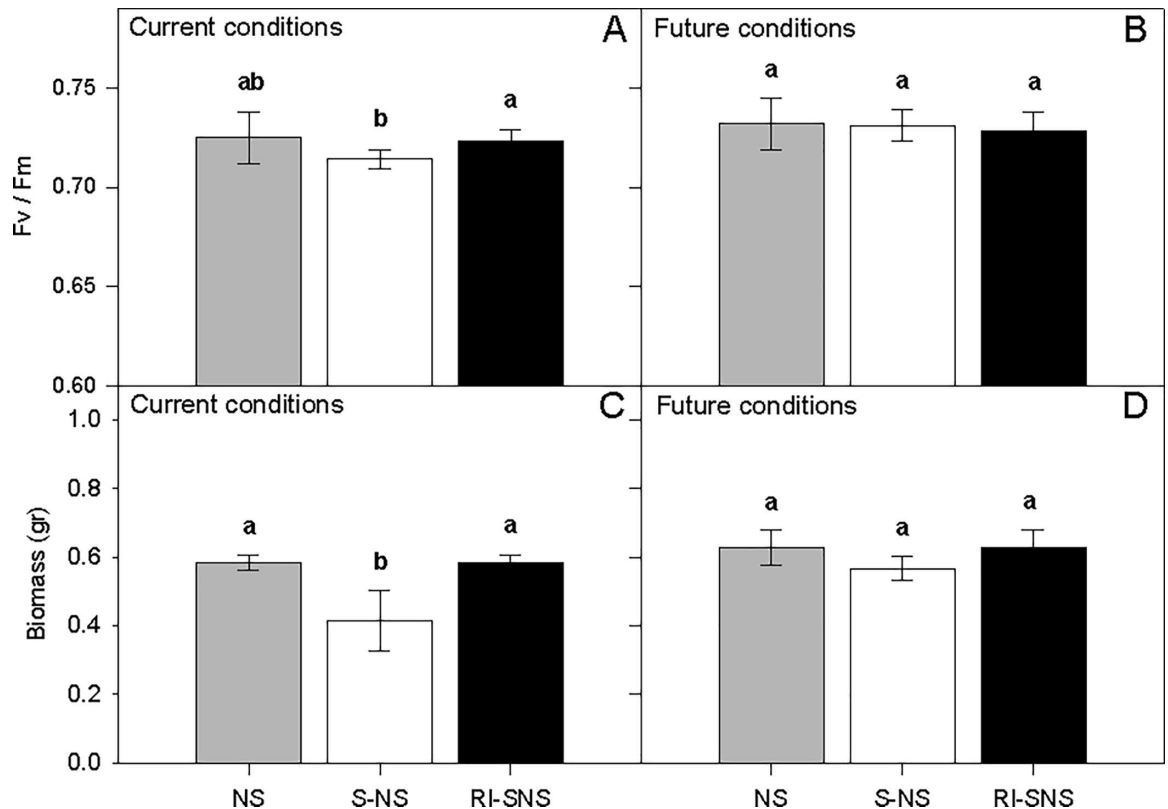 Current conditions A
Future conditions B
ab
b
a
a
a
a
0.75
0.70
0.65
0.60
Fv / Fm
Current conditions C
Future conditions D
a
b
a
a
a
a
1.0
0.8
0.6
0.4
0.2
0.0
Biomass (gr)
NS S-NS RI-SNS
NS S-NS RI-SNS